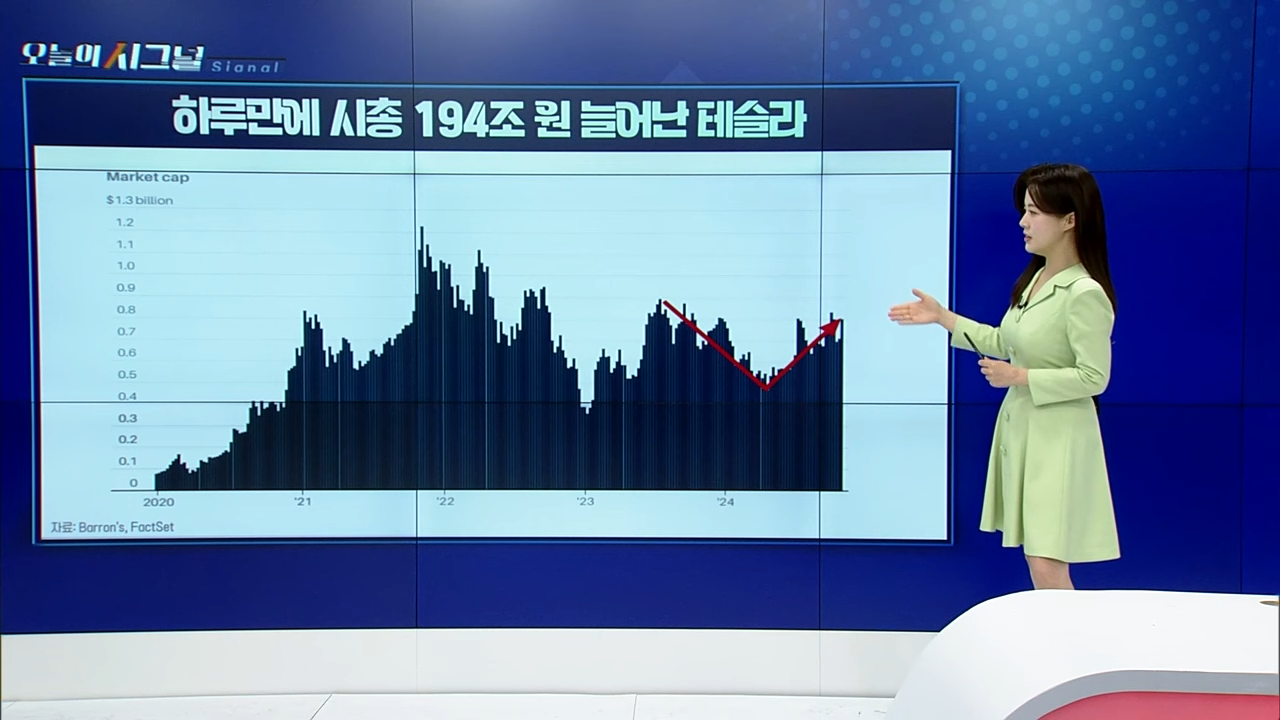 오늘의 시그널 Signal
하루만에 시총 194조 원 늘어난 테슬라
Market cap
$1.3 billion
1.2
1.1
1.0
0.9
0.8
0.7
0.6
0.5
0.4
0.3
0.2
0.1
0
2020 '21 '22 '23 '24
자료: Barron's, FactSet